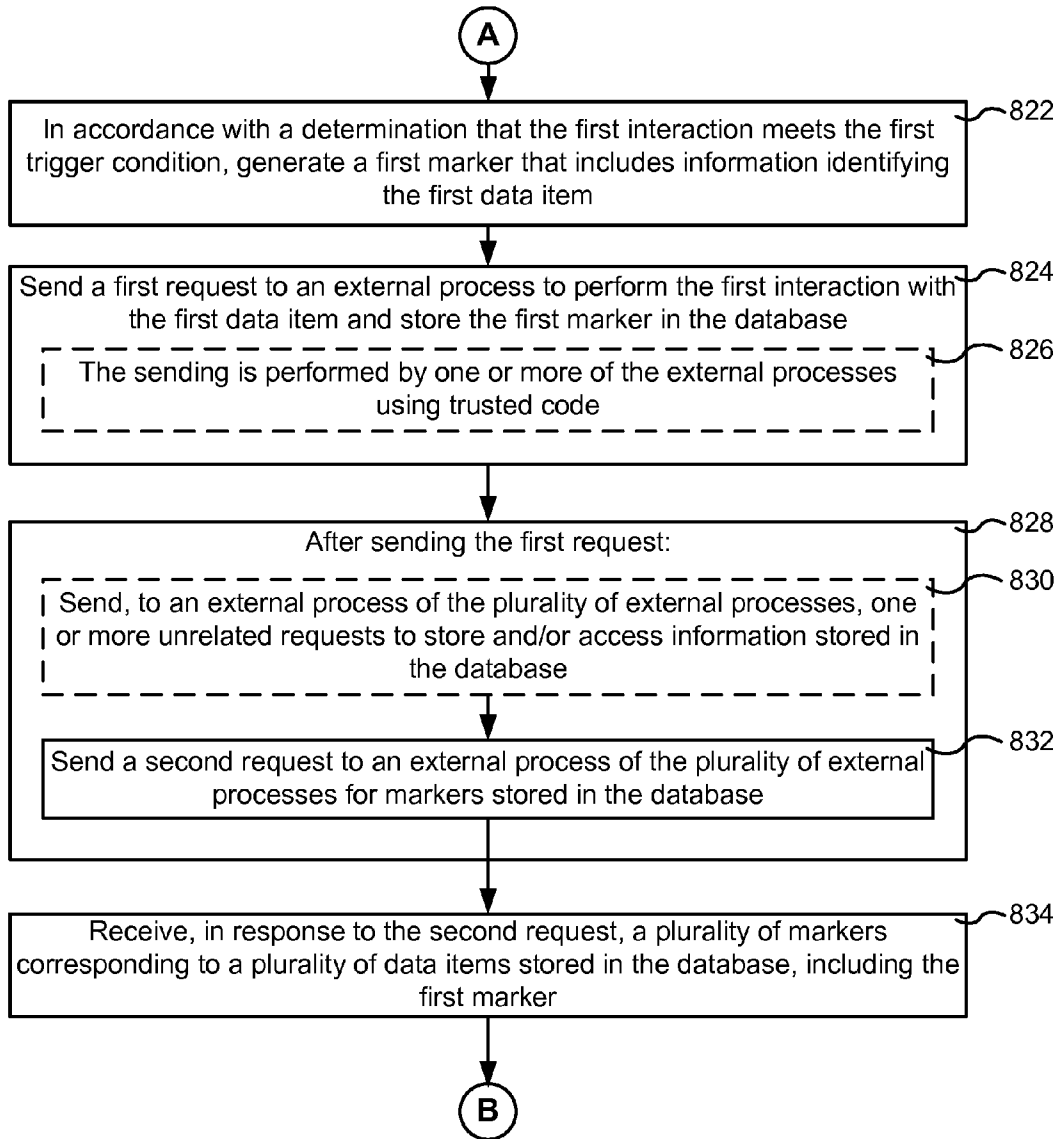 A
822
In accordance with a determination that the first interaction meets the first
trigger condition, generate a first marker that includes information identifying
the first data item
824
Send a first request to an external process to perform the first interaction with
the first data item and store the first marker in the database
826
The sending is performed by one or more of the external processes
using trusted code
828
After sending the first request:
830
Send, to an external process of the plurality of external processes, one
or more unrelated requests to store and/or access information stored in
the database
832
Send a second request to an external process of the plurality of external
processes for markers stored in the database
834
Receive, in response to the second request, a plurality of markers
corresponding to a plurality of data items stored in the database, including the
first marker
B